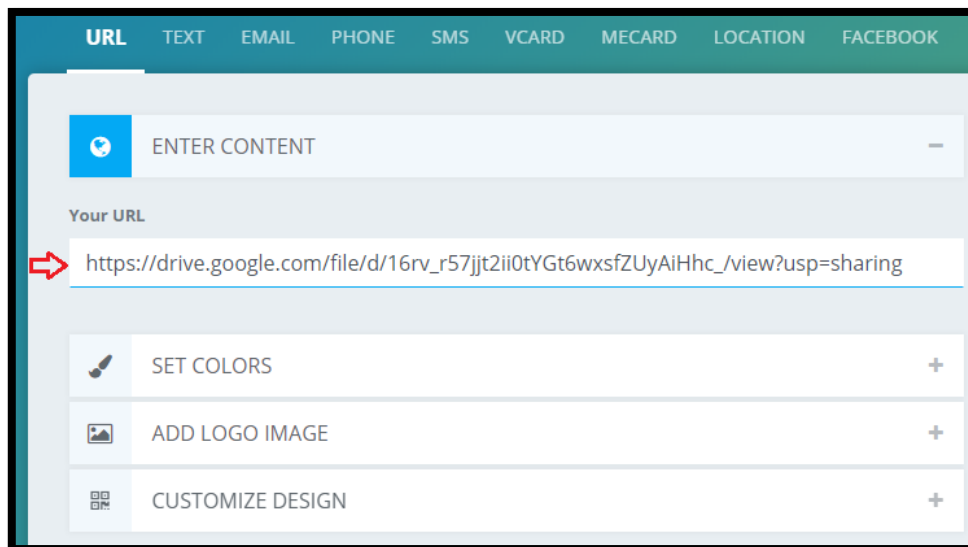 URL TEXT EMAIL PHONE SMS VCARD MECARD LOCATION FACEBOOK
ENTER CONTENT
Your URL
https://drive.google.com/file/d/16rv_r57jjt2ii0tYGt6wxsfZUyAiHhc_/view?usp=sharing
SET COLORS
ADD LOGO IMAGE
CUSTOMIZE DESIGN